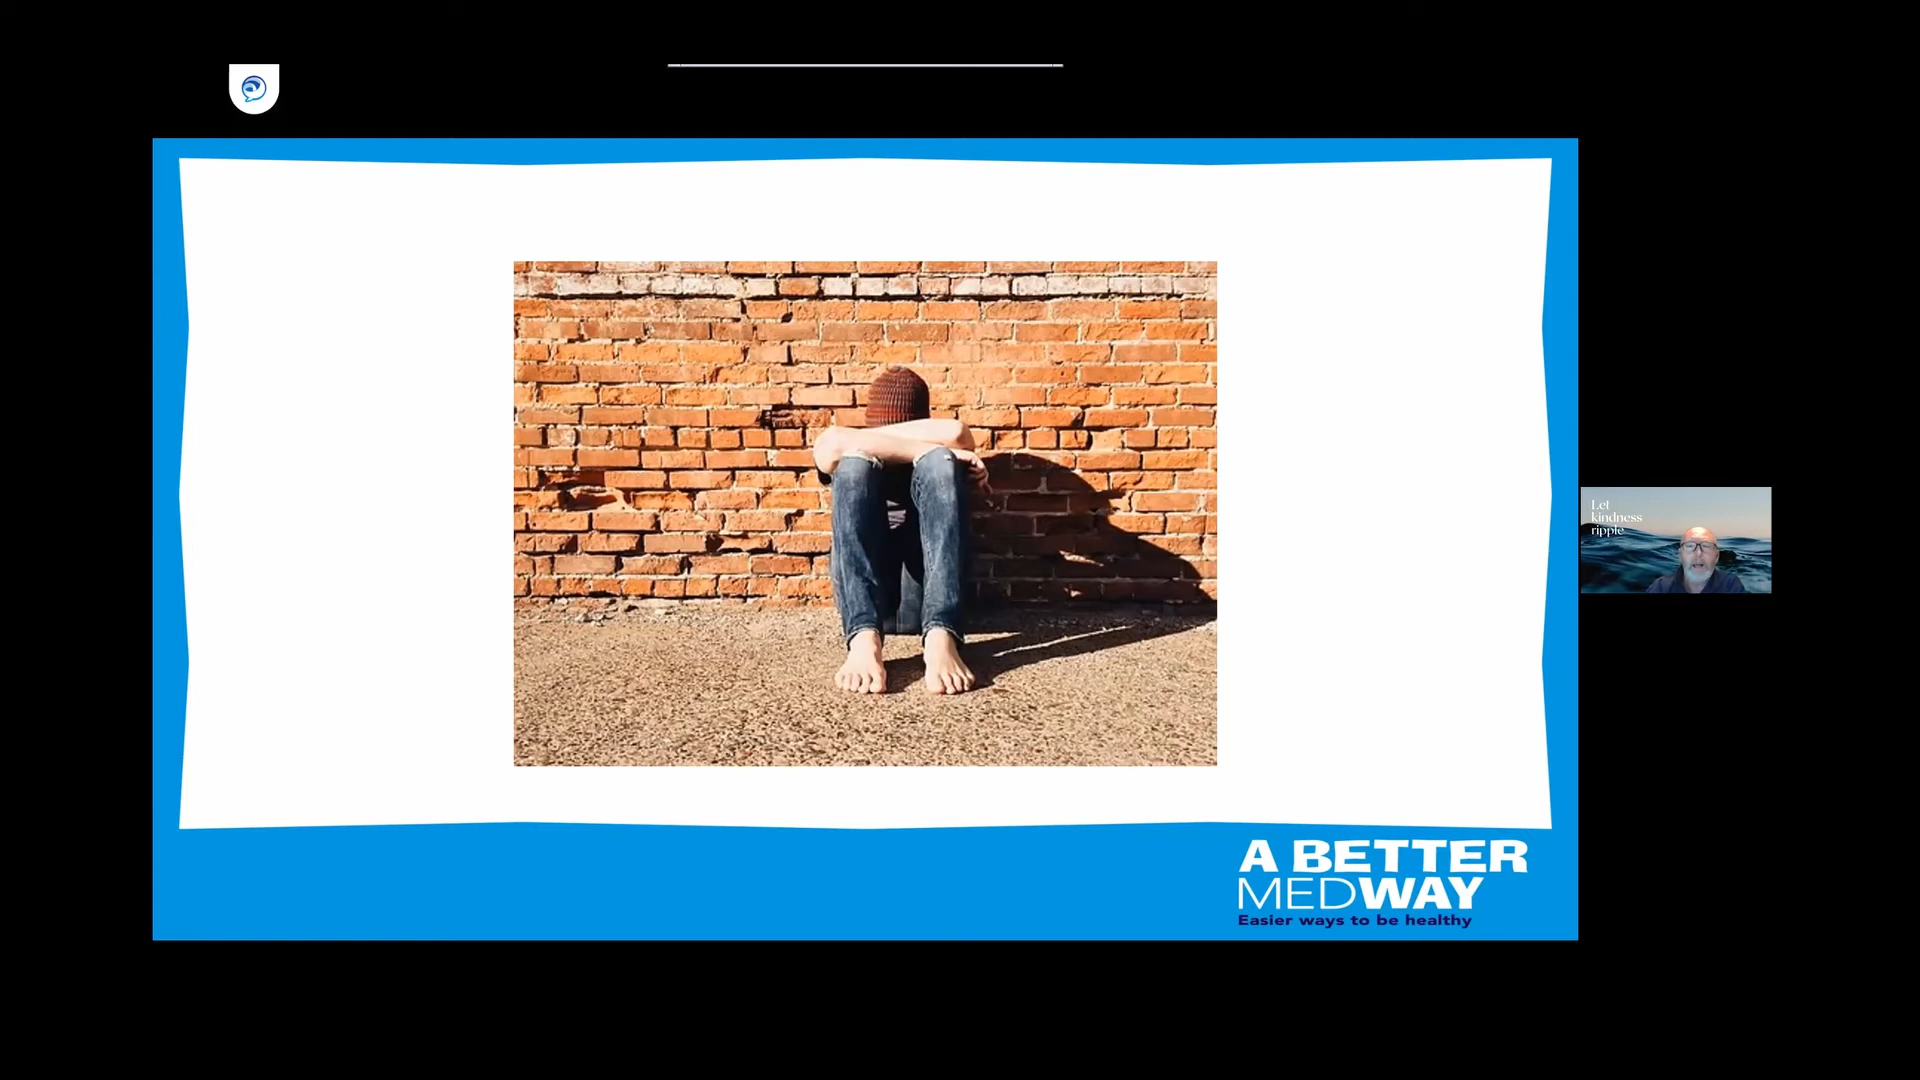 Let
kindness
ripple
A BETTER
MEDWAY
Easier ways to be healthy